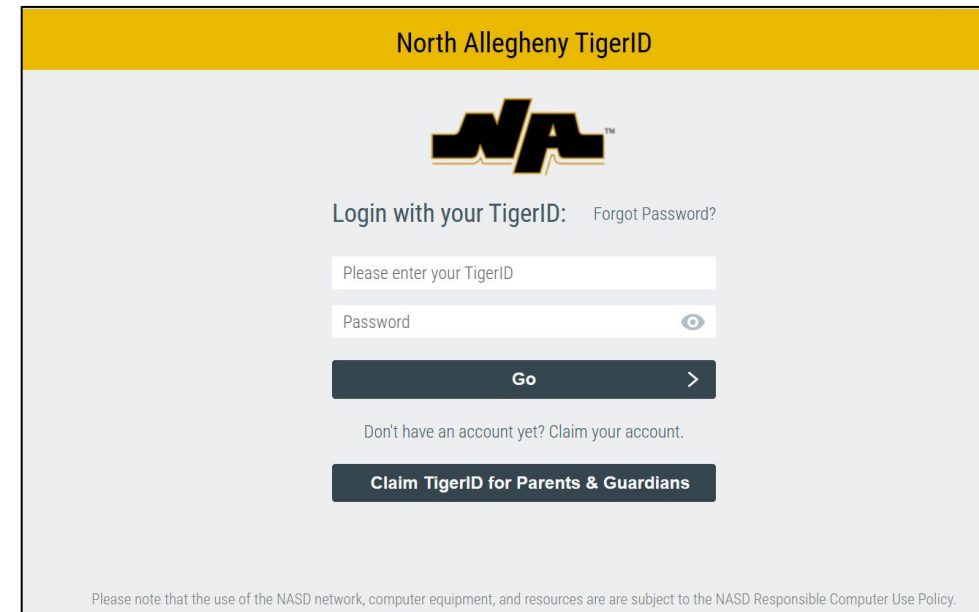 North Allegheny TigerID
NA™
Login with your TigerID: Forgot Password?
Please enter your TigerID
Password
Go
Don't have an account yet? Claim your account.
Claim TigerID for Parents & Guardians
Please note that the use of the NASD network, computer equipment, and resources are are subject to the NASD Responsible Computer Use Policy.